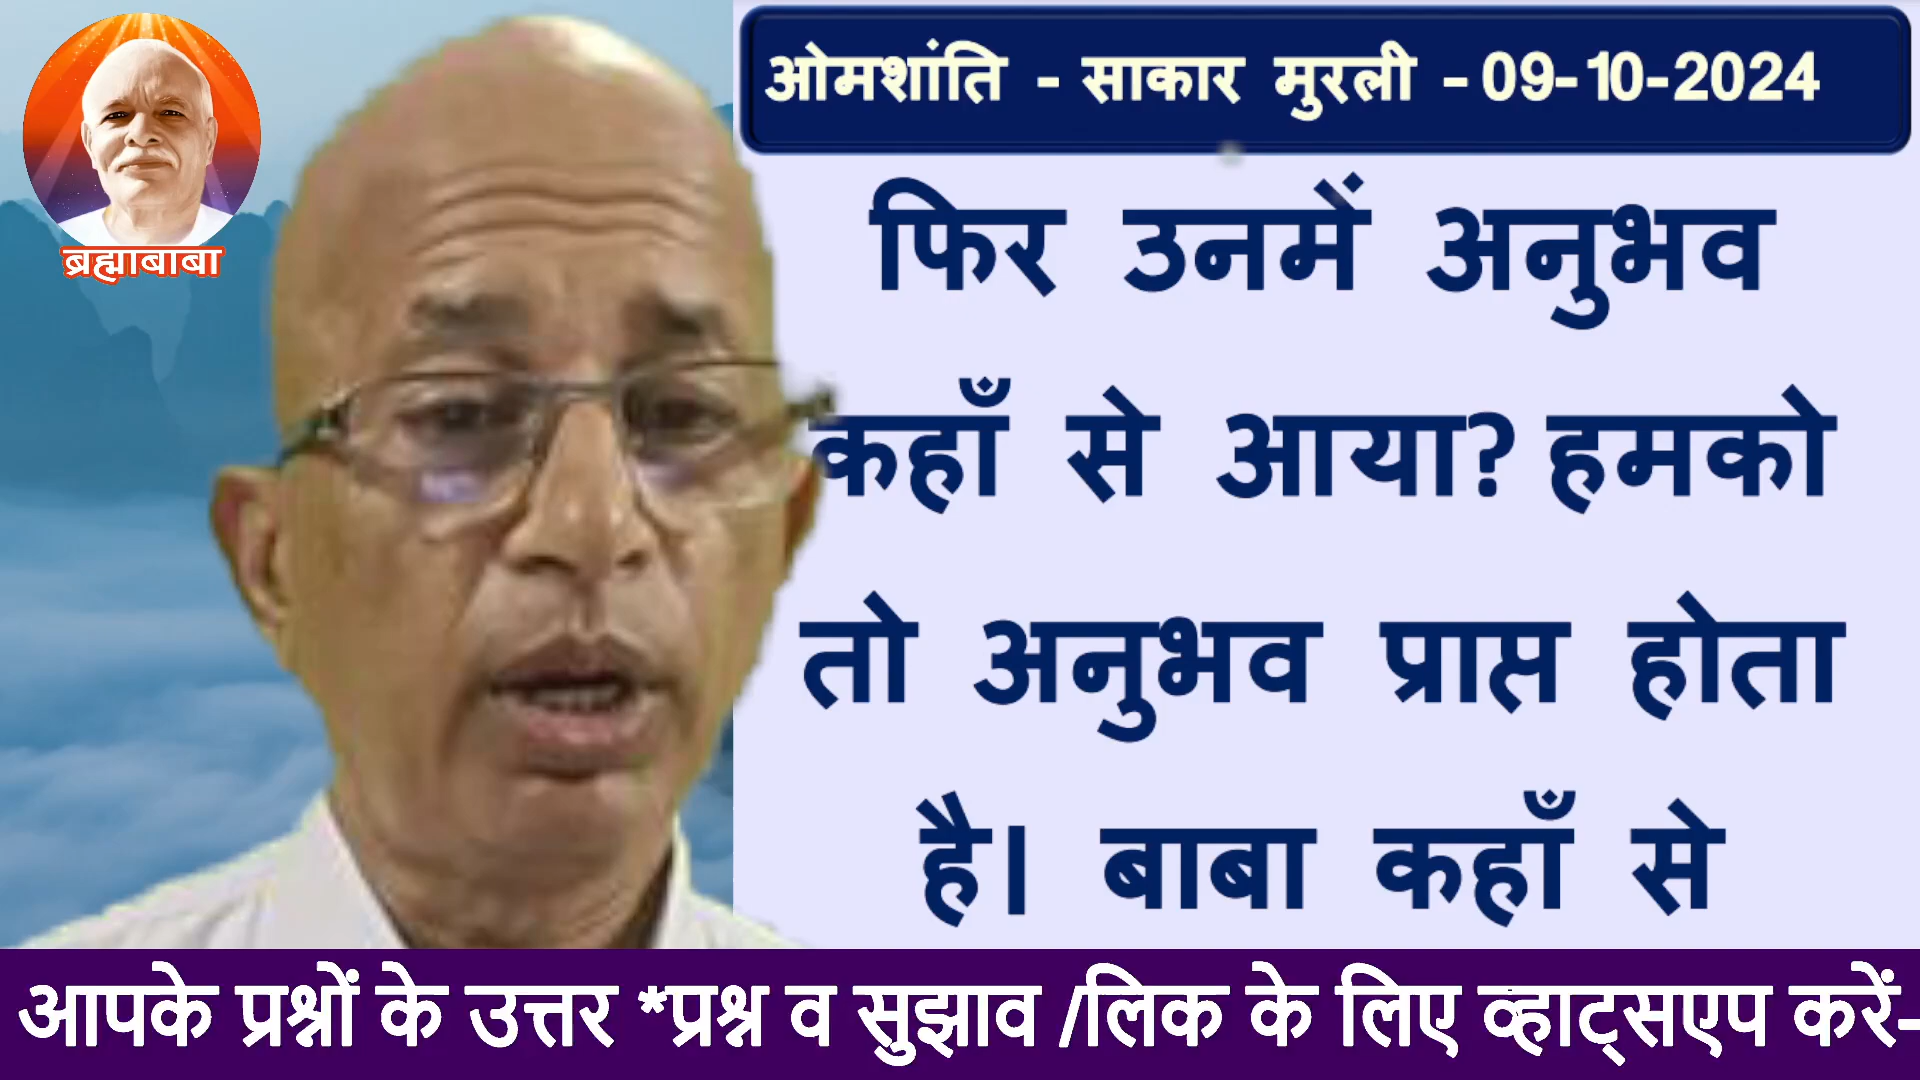 ब्रह्माबाबा
ओमशांति - साकार मुरली - 09-10-2024
फिर उनमें अनुभव
कहाँ से आया? हमको
तो अनुभव प्राप्त होता
है। बाबा कहाँ से
आपके प्रश्नों के उत्तर *प्रश्न व सुझाव /लिंक के लिए व्हाट्सएप करें-